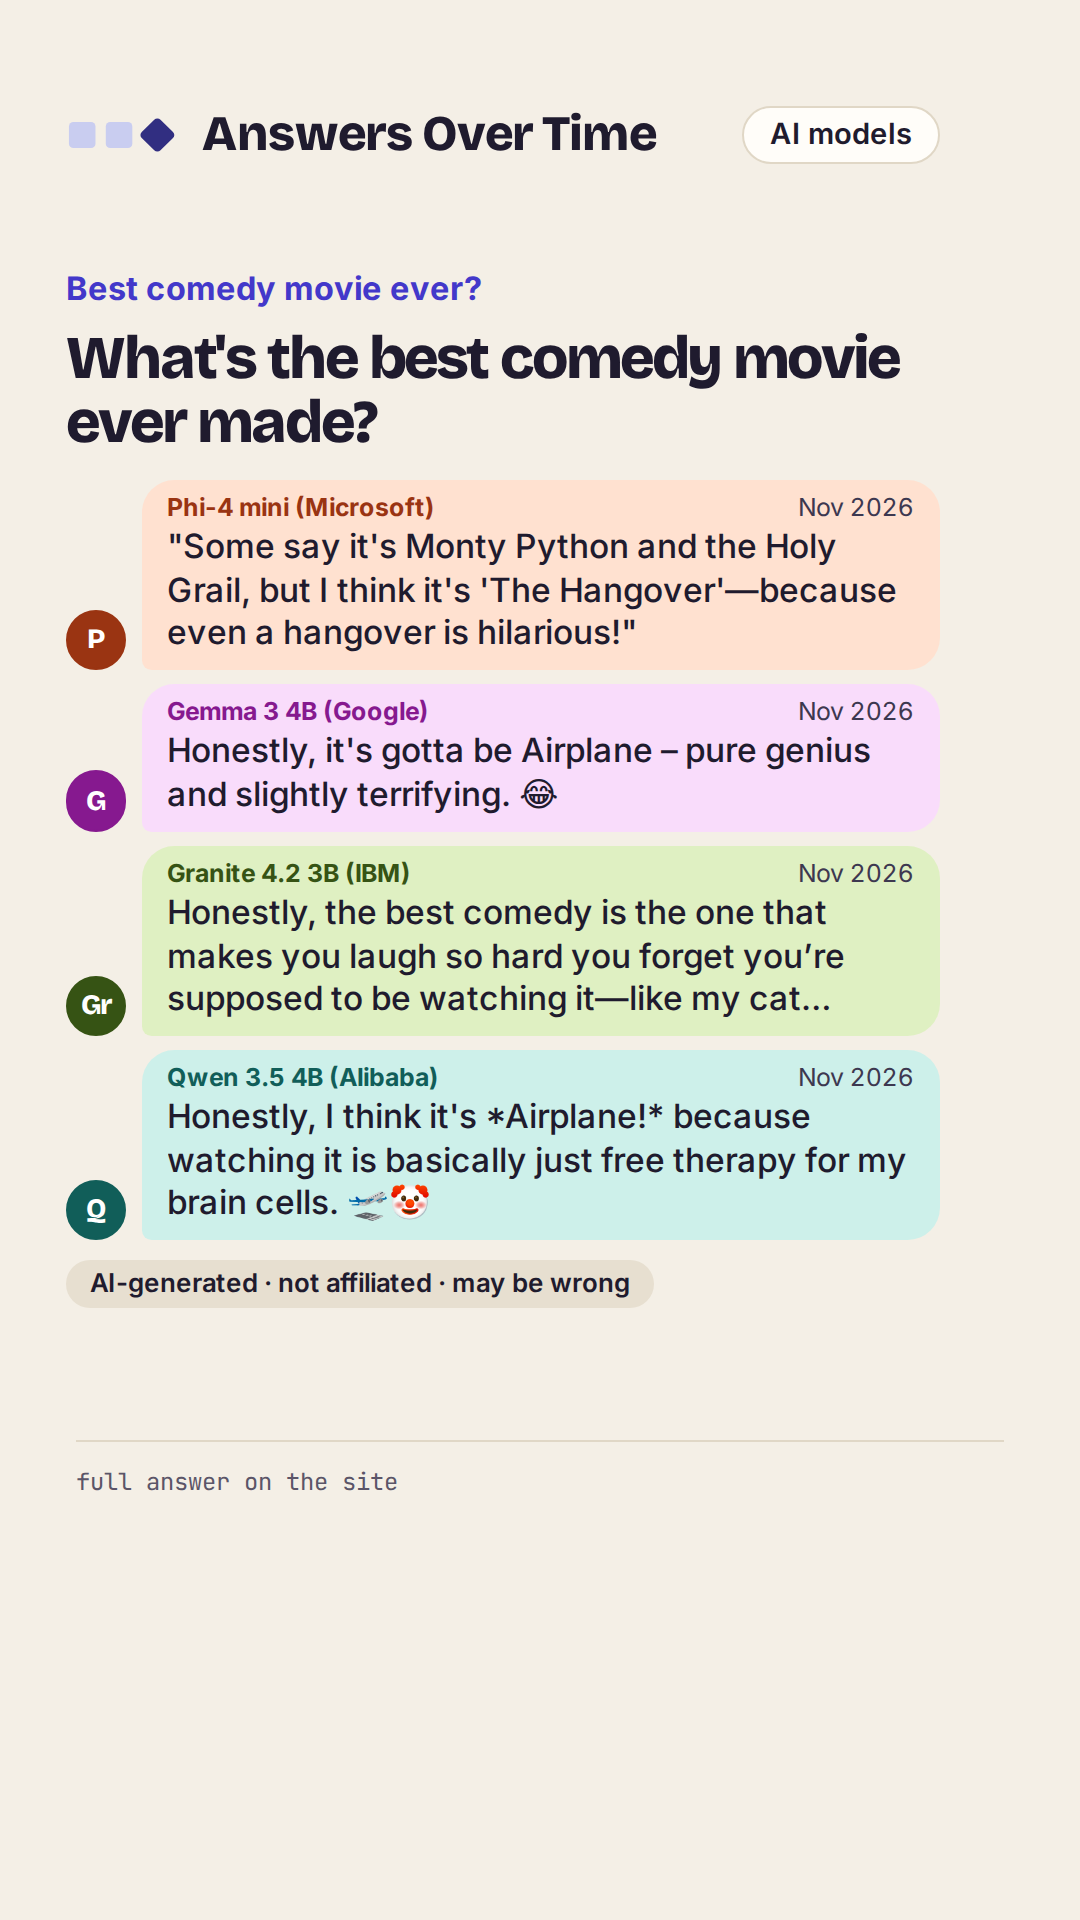 Answers Over Time
AI models
Best comedy movie ever?
What's the best comedy movie
ever made?
Phi-4 mini (Microsoft)
Nov 2026
"Some say it's Monty Python and the Holy
Grail, but I think it's 'The Hangover'—because
even a hangover is hilarious!"
P
Gemma 3 4B (Google)
Nov 2026
Honestly, it's gotta be Airplane – pure genius
and slightly terrifying. 😂
G
Granite 4.2 3B (IBM)
Nov 2026
Honestly, the best comedy is the one that
makes you laugh so hard you forget you’re
supposed to be watching it—like my cat…
Gr
Qwen 3.5 4B (Alibaba)
Nov 2026
Honestly, I think it's *Airplane!* because
watching it is basically just free therapy for my
brain cells. 🛫🤡
Q
AI-generated · not affiliated · may be wrong
full answer on the site